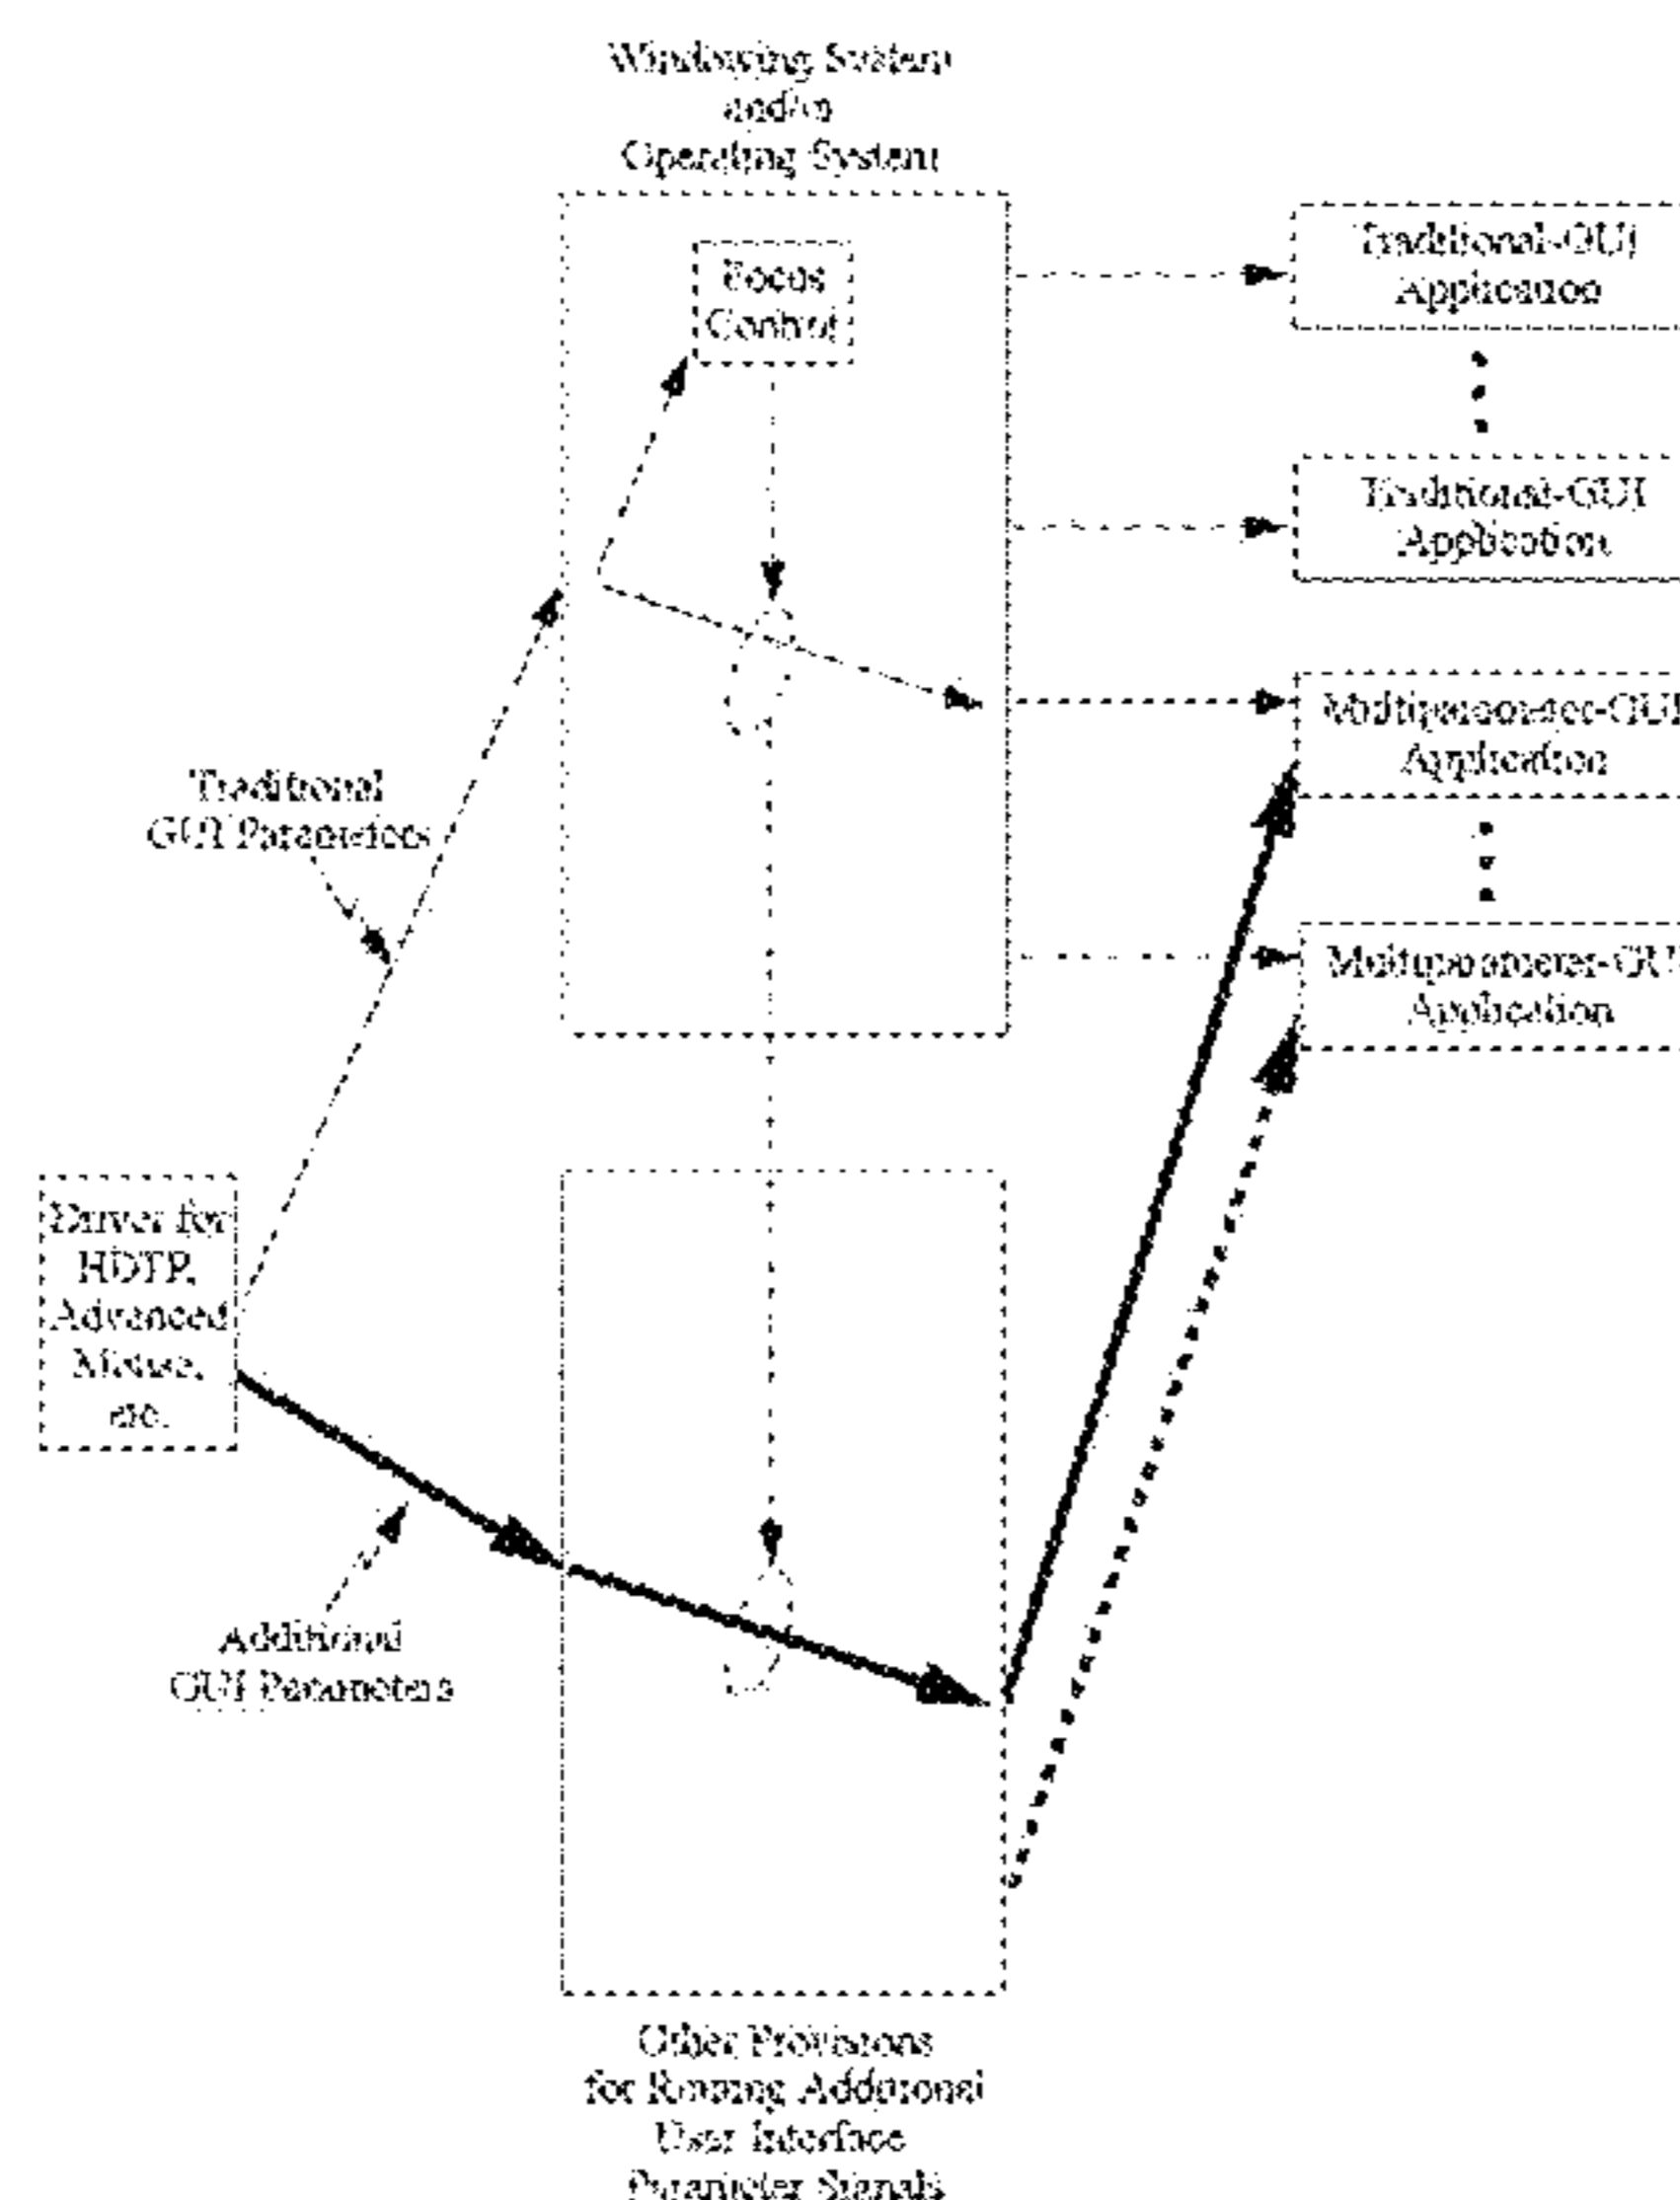 Windowing System
and/or
Operating System
Focus
Control
Traditional-GUI
Application
Traditional-GUI
Application
Multiparameter-GUI
Application
Multiparameter-GUI
Application
Traditional
GUI Parameters
Driver for
HDTP,
Advanced
Mouse,
etc.
Additional
GUI Parameters
Other Provisions
for Routing Additional
User Interface
Parameter Signals